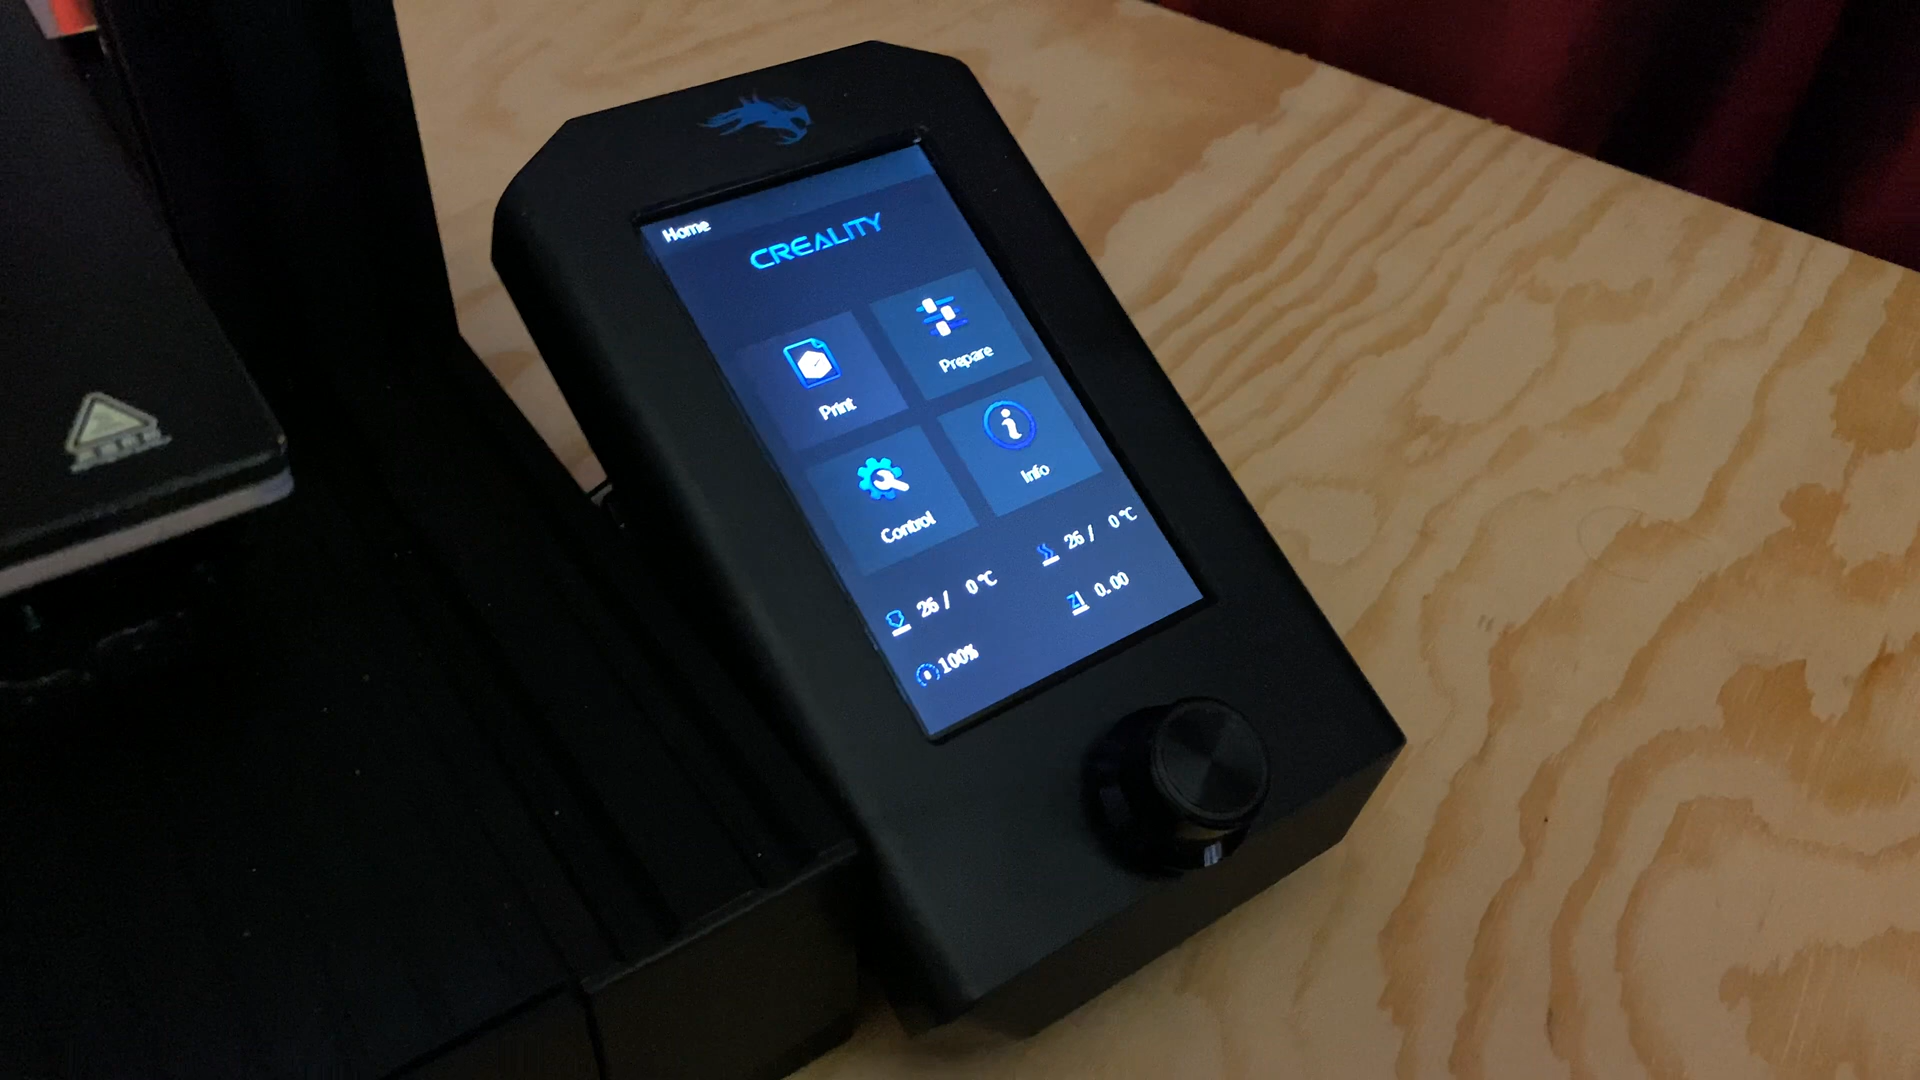 Home
CREALITY
Print
Prepare
Control
Info
26 / 0℃
26 / 0℃
100%
Z 0.00